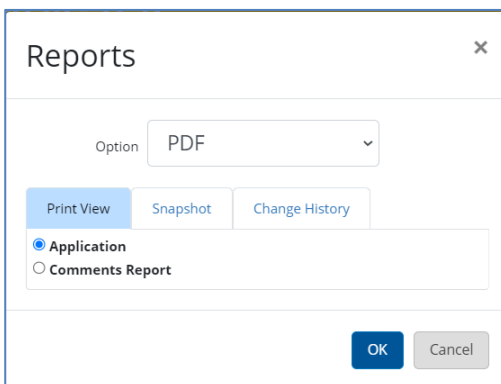 Reports ×
Option PDF
Print View Snapshot Change History
Application
Comments Report
OK Cancel